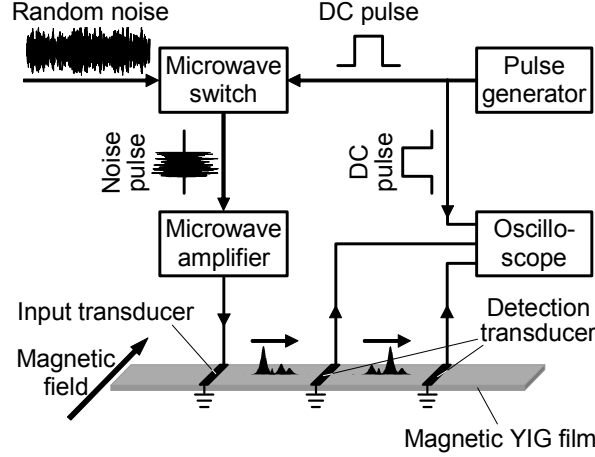 Random noise
DC pulse
Microwave
switch
Pulse
generator
Noise
pulse
DC
pulse
Microwave
amplifier
Oscillo-
scope
Input transducer
Detection
transducer
Magnetic
field
Magnetic YIG film